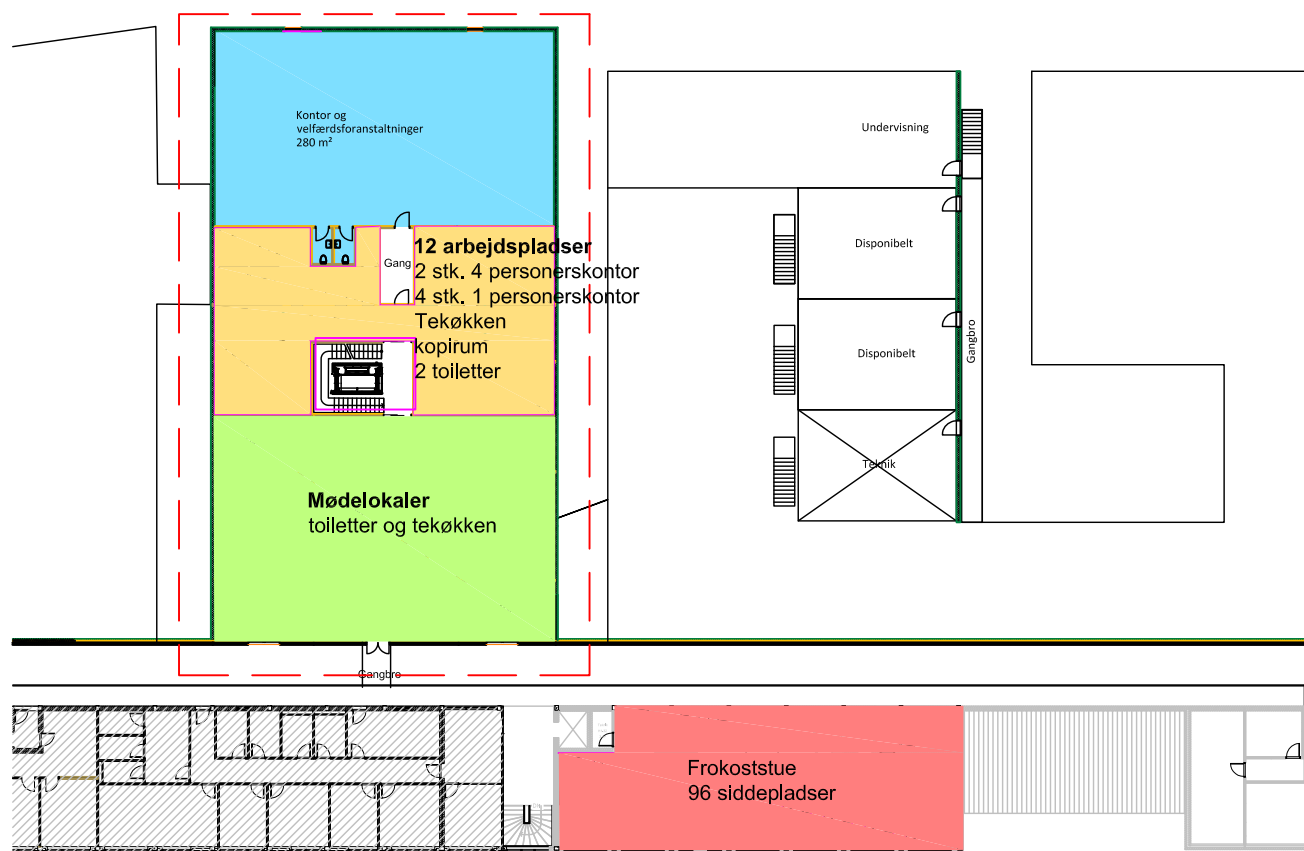 Kontor og
velfærdsforanstaltninger
280 m²
Undervisning
12 arbejdspladser
2 stk. 4 personerskontor
4 stk. 1 personerskontor
Tekøkken
kopirum
2 toiletter
Gang
Disponibelt
Disponibelt
Gangbro
Teknik
Mødelokaler
toiletter og tekøkken
Gangbro
Frokoststue
96 siddepladser